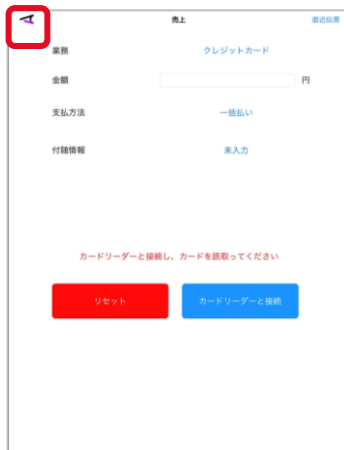 売上
直近伝票
業務 クレジットカード
金額 円
支払方法 一括払い
付随情報 未入力
カードリーダーと接続し、カードを読取ってください
リセット カードリーダーと接続